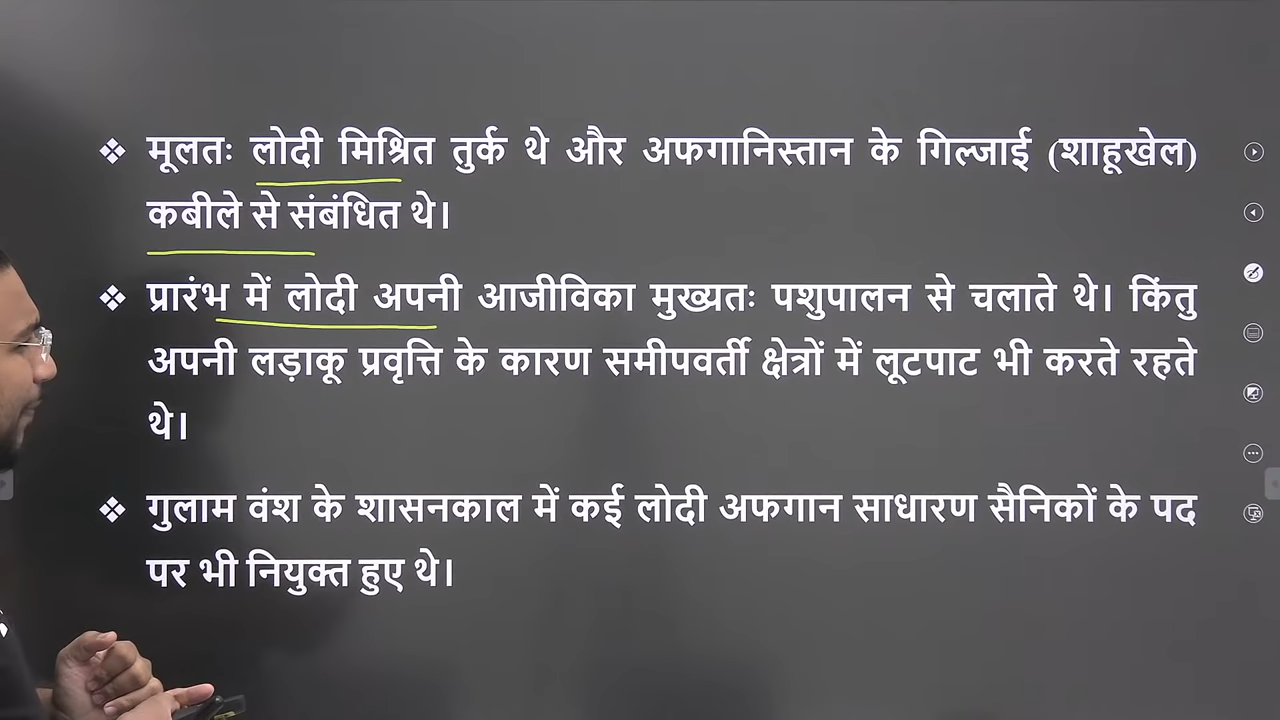 ❖ मूलतः लोदी मिश्रित तुर्क थे और अफगानिस्तान के गिल्जाई (शाहूखेल)
कबीले से संबंधित थे।
❖ प्रारंभ में लोदी अपनी आजीविका मुख्यतः पशुपालन से चलाते थे। किंतु
अपनी लड़ाकू प्रवृत्ति के कारण समीपवर्ती क्षेत्रों में लूटपाट भी करते रहते
थे।
❖ गुलाम वंश के शासनकाल में कई लोदी अफगान साधारण सैनिकों के पद
पर भी नियुक्त हुए थे।